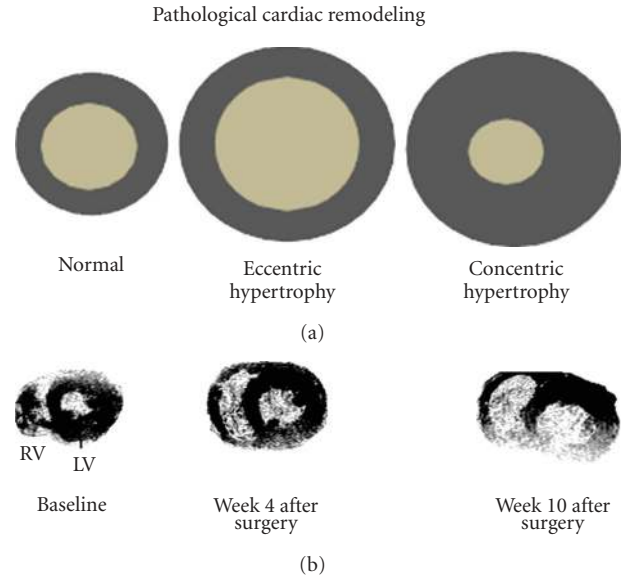 Pathological cardiac remodeling
Normal
Eccentric
hypertrophy
Concentric
hypertrophy
(a)
RV
LV
Baseline
Week 4 after
surgery
Week 10 after
surgery
(b)